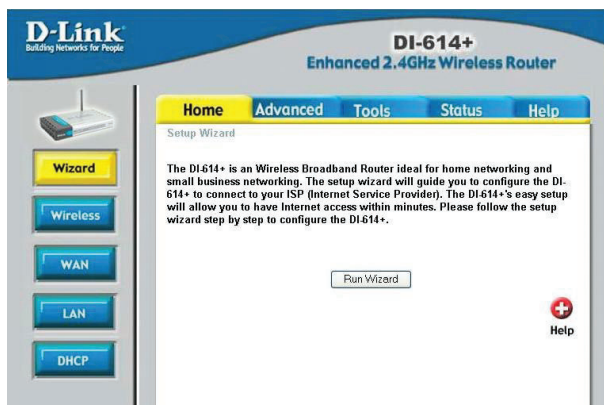 D-Link
Building Networks for People
DI-614+
Enhanced 2.4GHz Wireless Router
Home
Advanced
Tools
Status
Help
Wizard
Wireless
WAN
LAN
DHCP
Setup Wizard
The DI-614+ is an Wireless Broadband Router ideal for home networking and
small business networking. The setup wizard will guide you to configure the DI-
614+ to connect to your ISP (Internet Service Provider). The DI-614+'s easy setup
will allow you to have Internet access within minutes. Please follow the setup
wizard step by step to configure the DI-614+.
Run Wizard
Help